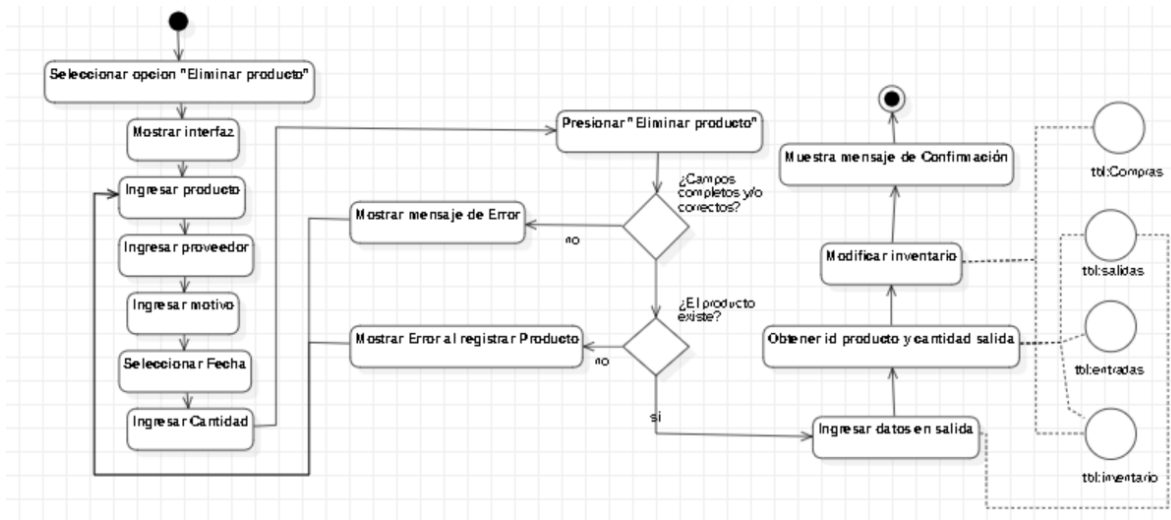 Seleccionar opcion "Eliminar producto"
Mostrar interfaz
Ingresar producto
Ingresar proveedor
Ingresar motivo
Seleccionar Fecha
Ingresar Cantidad
Presionar "Eliminar producto"
¿Campos
completos y/o
correctos?
no
Mostrar mensaje de Error
¿El producto
existe?
no
Mostrar Error al registrar Producto
si
Ingresar datos en salida
Obtener id producto y cantidad salida
Modificar inventario
Muestra mensaje de Confirmación
tbl:Compras
tbl:salidas
tbl:entradas
tbl:inventario